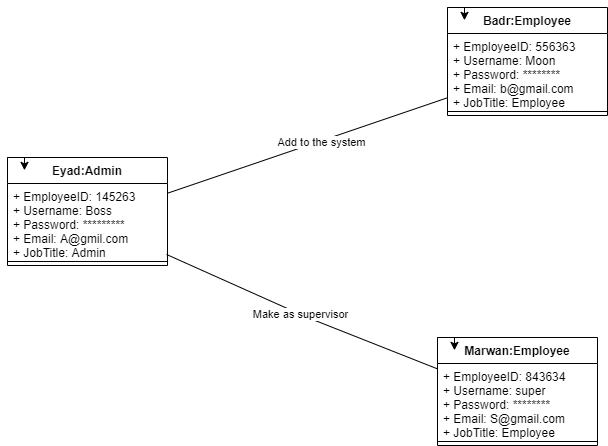 Badr:Employee
+ EmployeeID: 556363
+ Username: Moon
+ Password: ********
+ Email: b@gmail.com
+ JobTitle: Employee
Add to the system
Eyad:Admin
+ EmployeeID: 145263
+ Username: Boss
+ Password: *********
+ Email: A@gmil.com
+ JobTitle: Admin
Make as supervisor
Marwan:Employee
+ EmployeeID: 843634
+ Username: super
+ Password: ********
+ Email: S@gmail.com
+ JobTitle: Employee